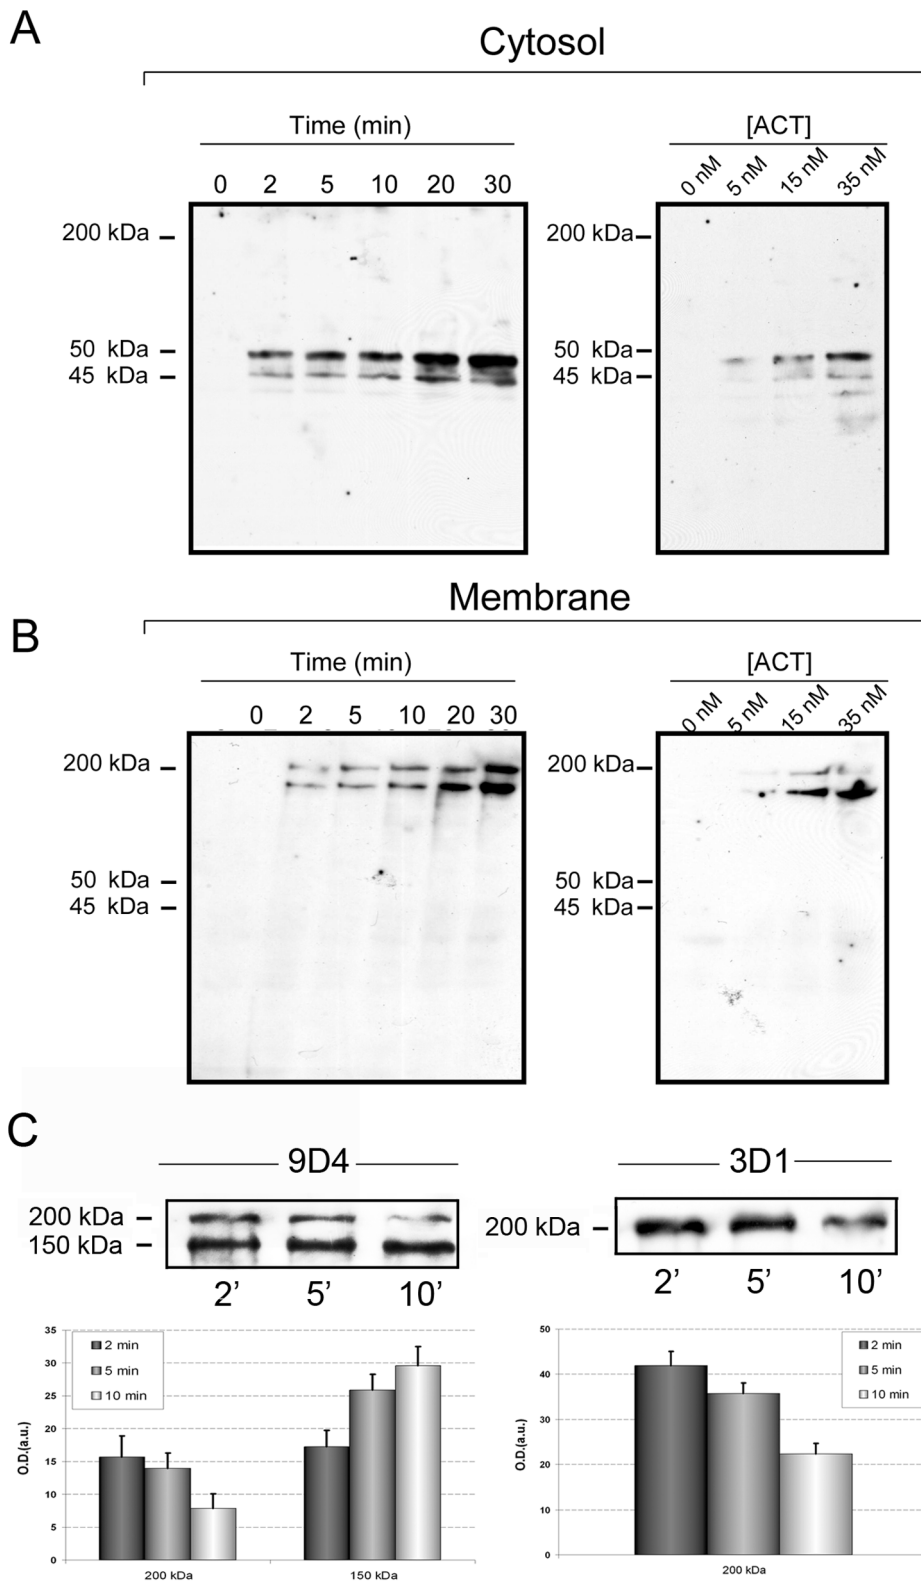 A
Cytosol
Time (min)
[ACT]
0 2 5 10 20 30
0 nM 5 nM 15 nM 35 nM
200 kDa
200 kDa
50 kDa
50 kDa
45 kDa
45 kDa
Membrane
B
Time (min)
[ACT]
0 2 5 10 20 30
0 nM 5 nM 15 nM 35 nM
200 kDa
200 kDa
50 kDa
50 kDa
45 kDa
45 kDa
C
9D4
3D1
200 kDa
200 kDa
150 kDa
2’ 5’ 10’
2’ 5’ 10’
35
30
25
20
15
10
5
0
O.D.(a.u.)
2 min
5 min
10 min
200 kDa
150 kDa
50
40
30
20
10
0
O.D.(a.u.)
2 min
5 min
10 min
200 kDa